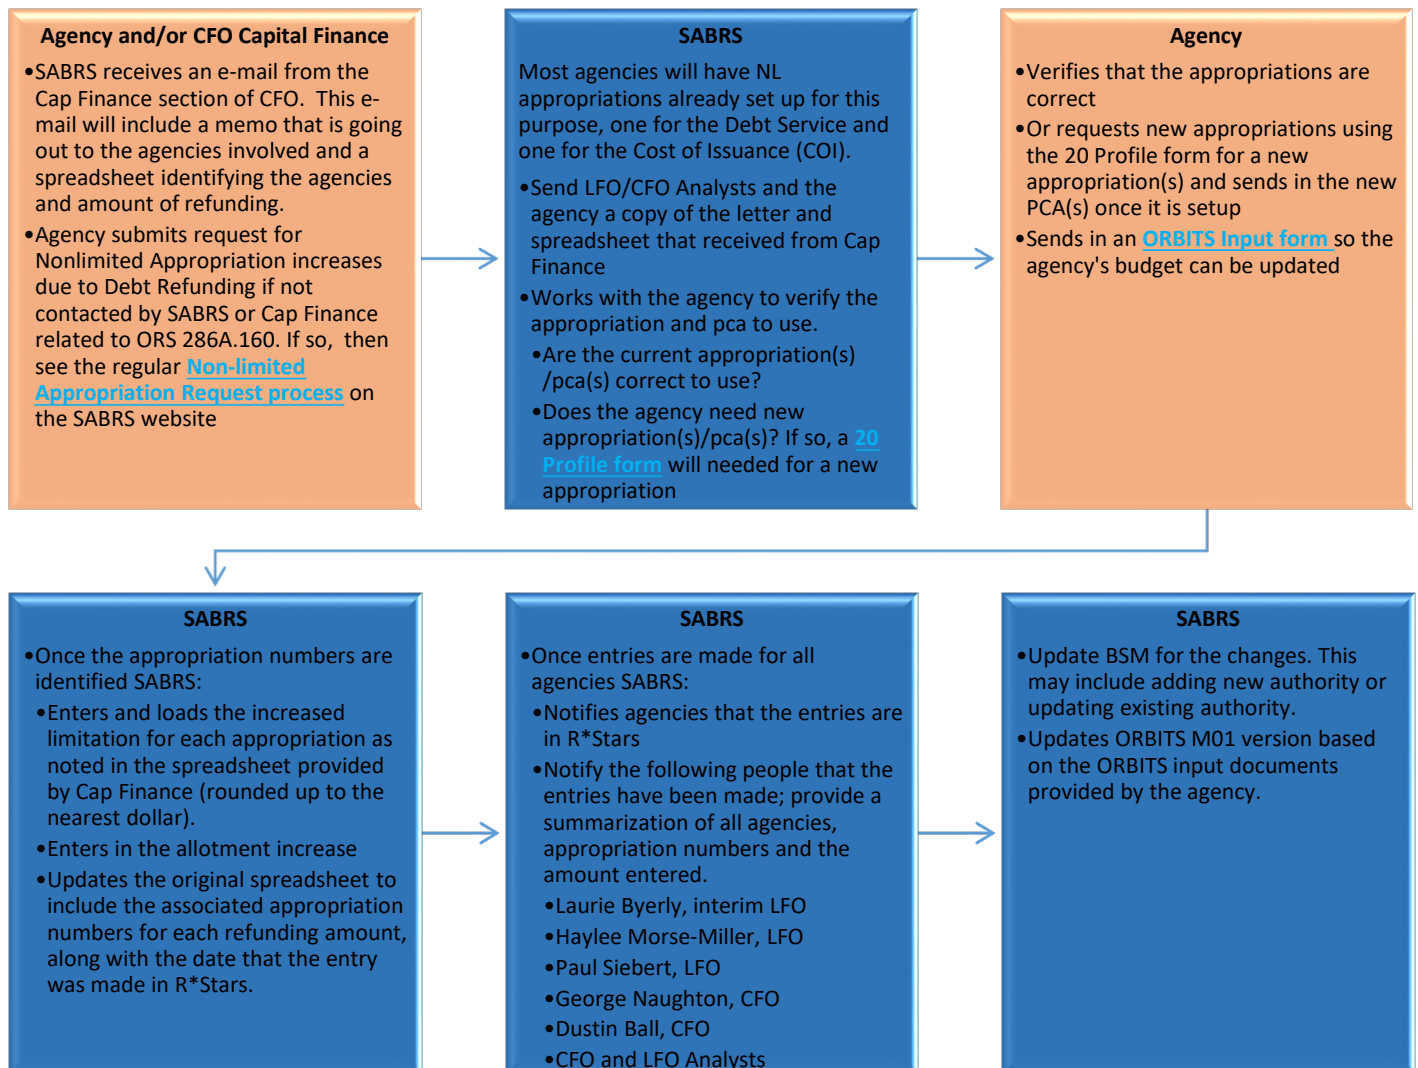 Agency and/or CFO Capital Finance
•SABRS receives an e-mail from the
Cap Finance section of CFO. This e-
mail will include a memo that is going
out to the agencies involved and a
spreadsheet identifying the agencies
and amount of refunding.
•Agency submits request for
Nonlimited Appropriation increases
due to Debt Refunding if not
contacted by SABRS or Cap Finance
related to ORS 286A.160. If so, then
see the regular Non-limited
Appropriation Request process on
the SABRS website
SABRS
Most agencies will have NL
appropriations already set up for this
purpose, one for the Debt Service and
one for the Cost of Issuance (COI).
•Send LFO/CFO Analysts and the
agency a copy of the letter and
spreadsheet that received from Cap
Finance
•Works with the agency to verify the
appropriation and pca to use.
•Are the current appropriation(s)
/pca(s) correct to use?
•Does the agency need new
appropriation(s)/pca(s)? If so, a 20
Profile form will needed for a new
appropriation
Agency
•Verifies that the appropriations are
correct
•Or requests new appropriations using
the 20 Profile form for a new
appropriation(s) and sends in the new
PCA(s) once it is setup
•Sends in an ORBITS Input form so the
agency's budget can be updated
SABRS
•Once the appropriation numbers are
identified SABRS:
•Enters and loads the increased
limitation for each appropriation as
noted in the spreadsheet provided
by Cap Finance (rounded up to the
nearest dollar).
•Enters in the allotment increase
•Updates the original spreadsheet to
include the associated appropriation
numbers for each refunding amount,
along with the date that the entry
was made in R*Stars.
SABRS
•Once entries are made for all
agencies SABRS:
•Notifies agencies that the entries are
in R*Stars
•Notify the following people that the
entries have been made; provide a
summarization of all agencies,
appropriation numbers and the
amount entered.
•Laurie Byerly, interim LFO
•Haylee Morse-Miller, LFO
•Paul Siebert, LFO
•George Naughton, CFO
•Dustin Ball, CFO
•CFO and LFO Analysts
SABRS
•Update BSM for the changes. This
may include adding new authority or
updating existing authority.
•Updates ORBITS M01 version based
on the ORBITS input documents
provided by the agency.